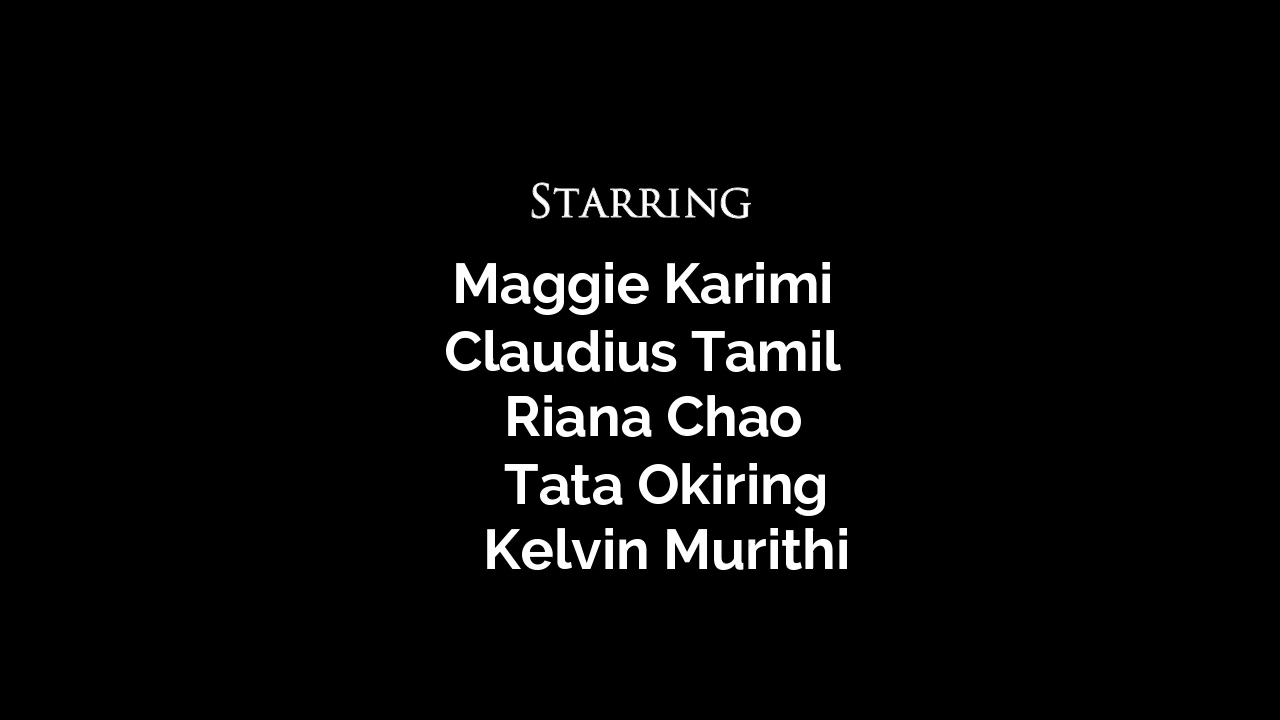 Starring
Maggie Karimi
Claudius Tamil
Riana Chao
Tata Okiring
Kelvin Murithi